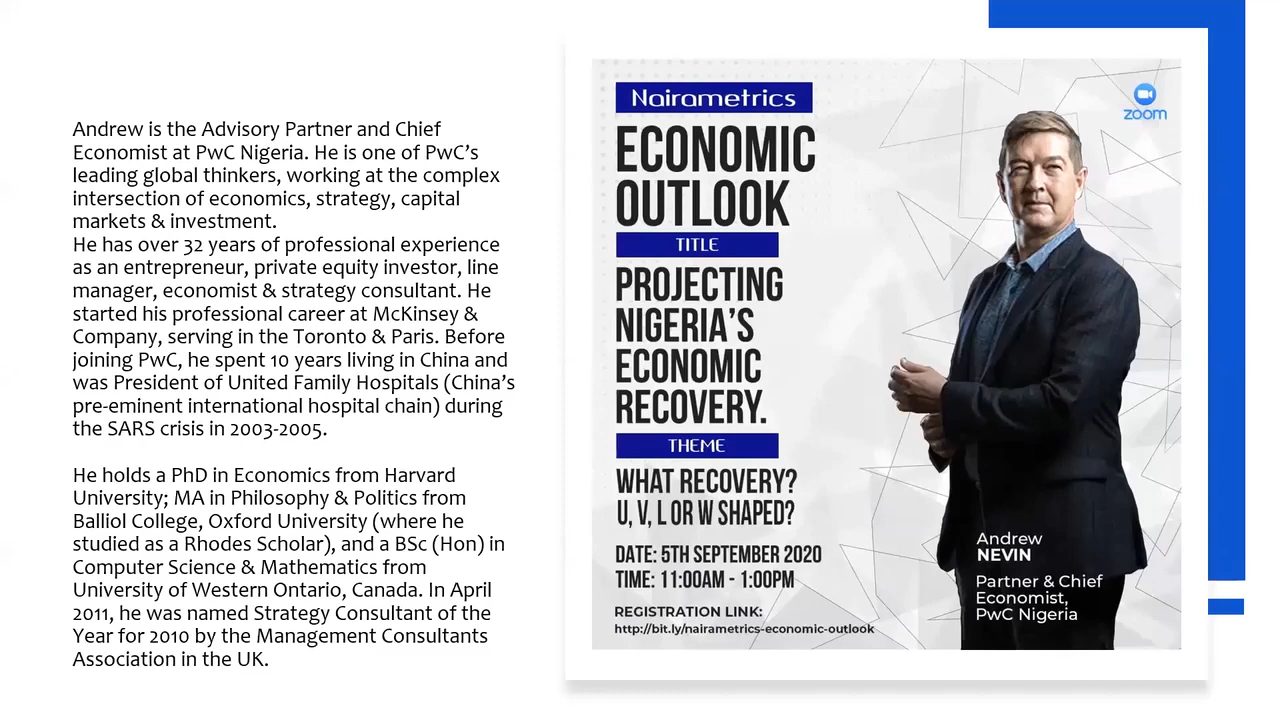 Andrew is the Advisory Partner and Chief
Economist at PwC Nigeria. He is one of PwC’s
leading global thinkers, working at the complex
intersection of economics, strategy, capital
markets & investment.
He has over 32 years of professional experience
as an entrepreneur, private equity investor, line
manager, economist & strategy consultant. He
started his professional career at McKinsey &
Company, serving in the Toronto & Paris. Before
joining PwC, he spent 10 years living in China and
was President of United Family Hospitals (China’s
pre-eminent international hospital chain) during
the SARS crisis in 2003-2005.
He holds a PhD in Economics from Harvard
University; MA in Philosophy & Politics from
Balliol College, Oxford University (where he
studied as a Rhodes Scholar), and a BSc (Hon) in
Computer Science & Mathematics from
University of Western Ontario, Canada. In April
2011, he was named Strategy Consultant of the
Year for 2010 by the Management Consultants
Association in the UK.
Nairametrics
ECONOMIC
OUTLOOK
TITLE
PROJECTING
NIGERIA’S
ECONOMIC
RECOVERY.
THEME
WHAT RECOVERY?
U, V, L OR W SHAPED?
DATE: 5TH SEPTEMBER 2020
TIME: 11:00AM - 1:00PM
REGISTRATION LINK:
http://bit.ly/nairametrics-economic-outlook
zoom
Andrew
NEVIN
Partner & Chief
Economist,
PwC Nigeria